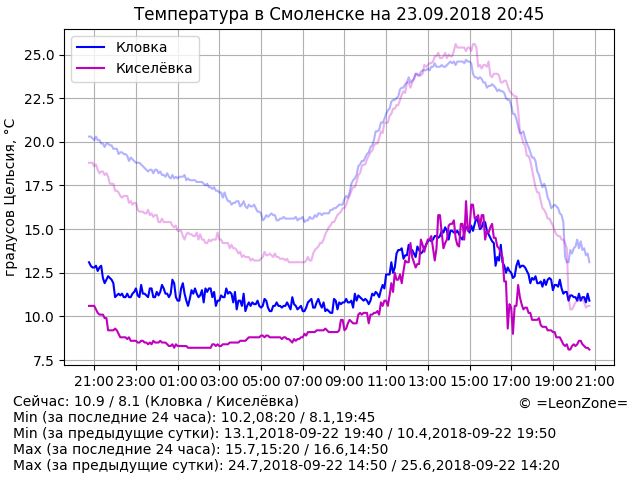 Температура в Смоленске на 23.09.2018 20:45
Кловка
Киселёвка
градусов Цельсия, °C
25.0
22.5
20.0
17.5
15.0
12.5
10.0
7.5
21:00 23:00 01:00 03:00 05:00 07:00 09:00 11:00 13:00 15:00 17:00 19:00 21:00
Сейчас: 10.9 / 8.1 (Кловка / Киселёвка)
© =LeonZone=
Min (за последние 24 часа): 10.2,08:20 / 8.1,19:45
Min (за предыдущие сутки): 13.1,2018-09-22 19:40 / 10.4,2018-09-22 19:50
Max (за последние 24 часа): 15.7,15:20 / 16.6,14:50
Max (за предыдущие сутки): 24.7,2018-09-22 14:50 / 25.6,2018-09-22 14:20